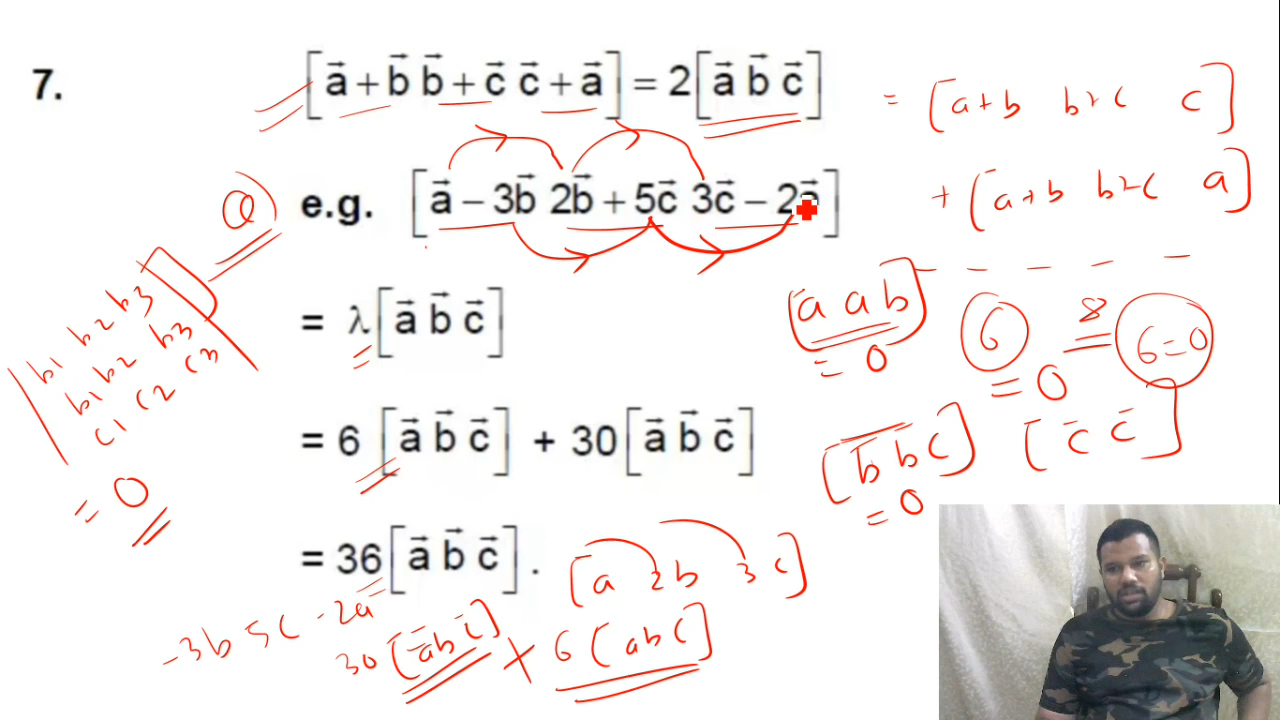 7. [a⃗ + b⃗ b⃗ + c⃗ c⃗ + a⃗] = 2[a⃗ b⃗ c⃗]
= [a+b b+c c]
+ [a+b b+c a]
e.g. [a⃗ − 3b⃗ 2b⃗ + 5c⃗ 3c⃗ − 2a⃗]
= λ[a⃗ b⃗ c⃗]
= 6 [a⃗ b⃗ c⃗] + 30[a⃗ b⃗ c⃗]
= 36[a⃗ b⃗ c⃗].
b1 b2 b3
b1 b2 b3
c1 c2 c3
= 0
[a a b]
= 0
6
= 0
8
6=0
[b b c]
= 0
[c c ]
[a 2b 3c]
-3b 5c -2a
30 [a b c] + 6 [a b c]